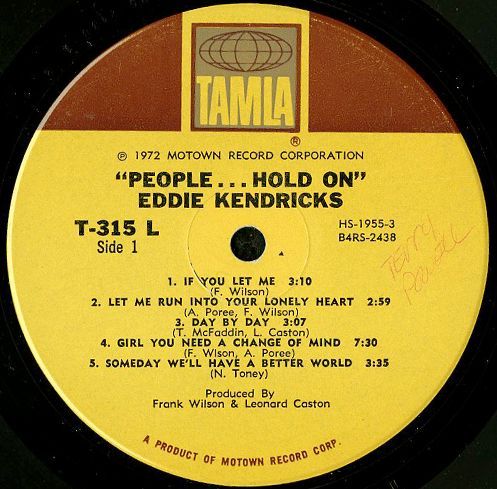 TAMLA
®
℗ 1972 MOTOWN RECORD CORPORATION
"PEOPLE...HOLD ON"
EDDIE KENDRICKS
T-315 L
Side 1
HS-1955-3
B4RS-2438
Terry
Powell
1. IF YOU LET ME 3:10
(F. Wilson)
2. LET ME RUN INTO YOUR LONELY HEART 2:59
(A. Poree, F. Wilson)
3. DAY BY DAY 3:07
(T. McFaddin, L. Caston)
4. GIRL YOU NEED A CHANGE OF MIND 7:30
(F. Wlson, A. Poree)
5. SOMEDAY WE'LL HAVE A BETTER WORLD 3:35
(N. Toney)
Produced By
Frank Wilson & Leonard Caston
A PRODUCT OF MOTOWN RECORD CORP.